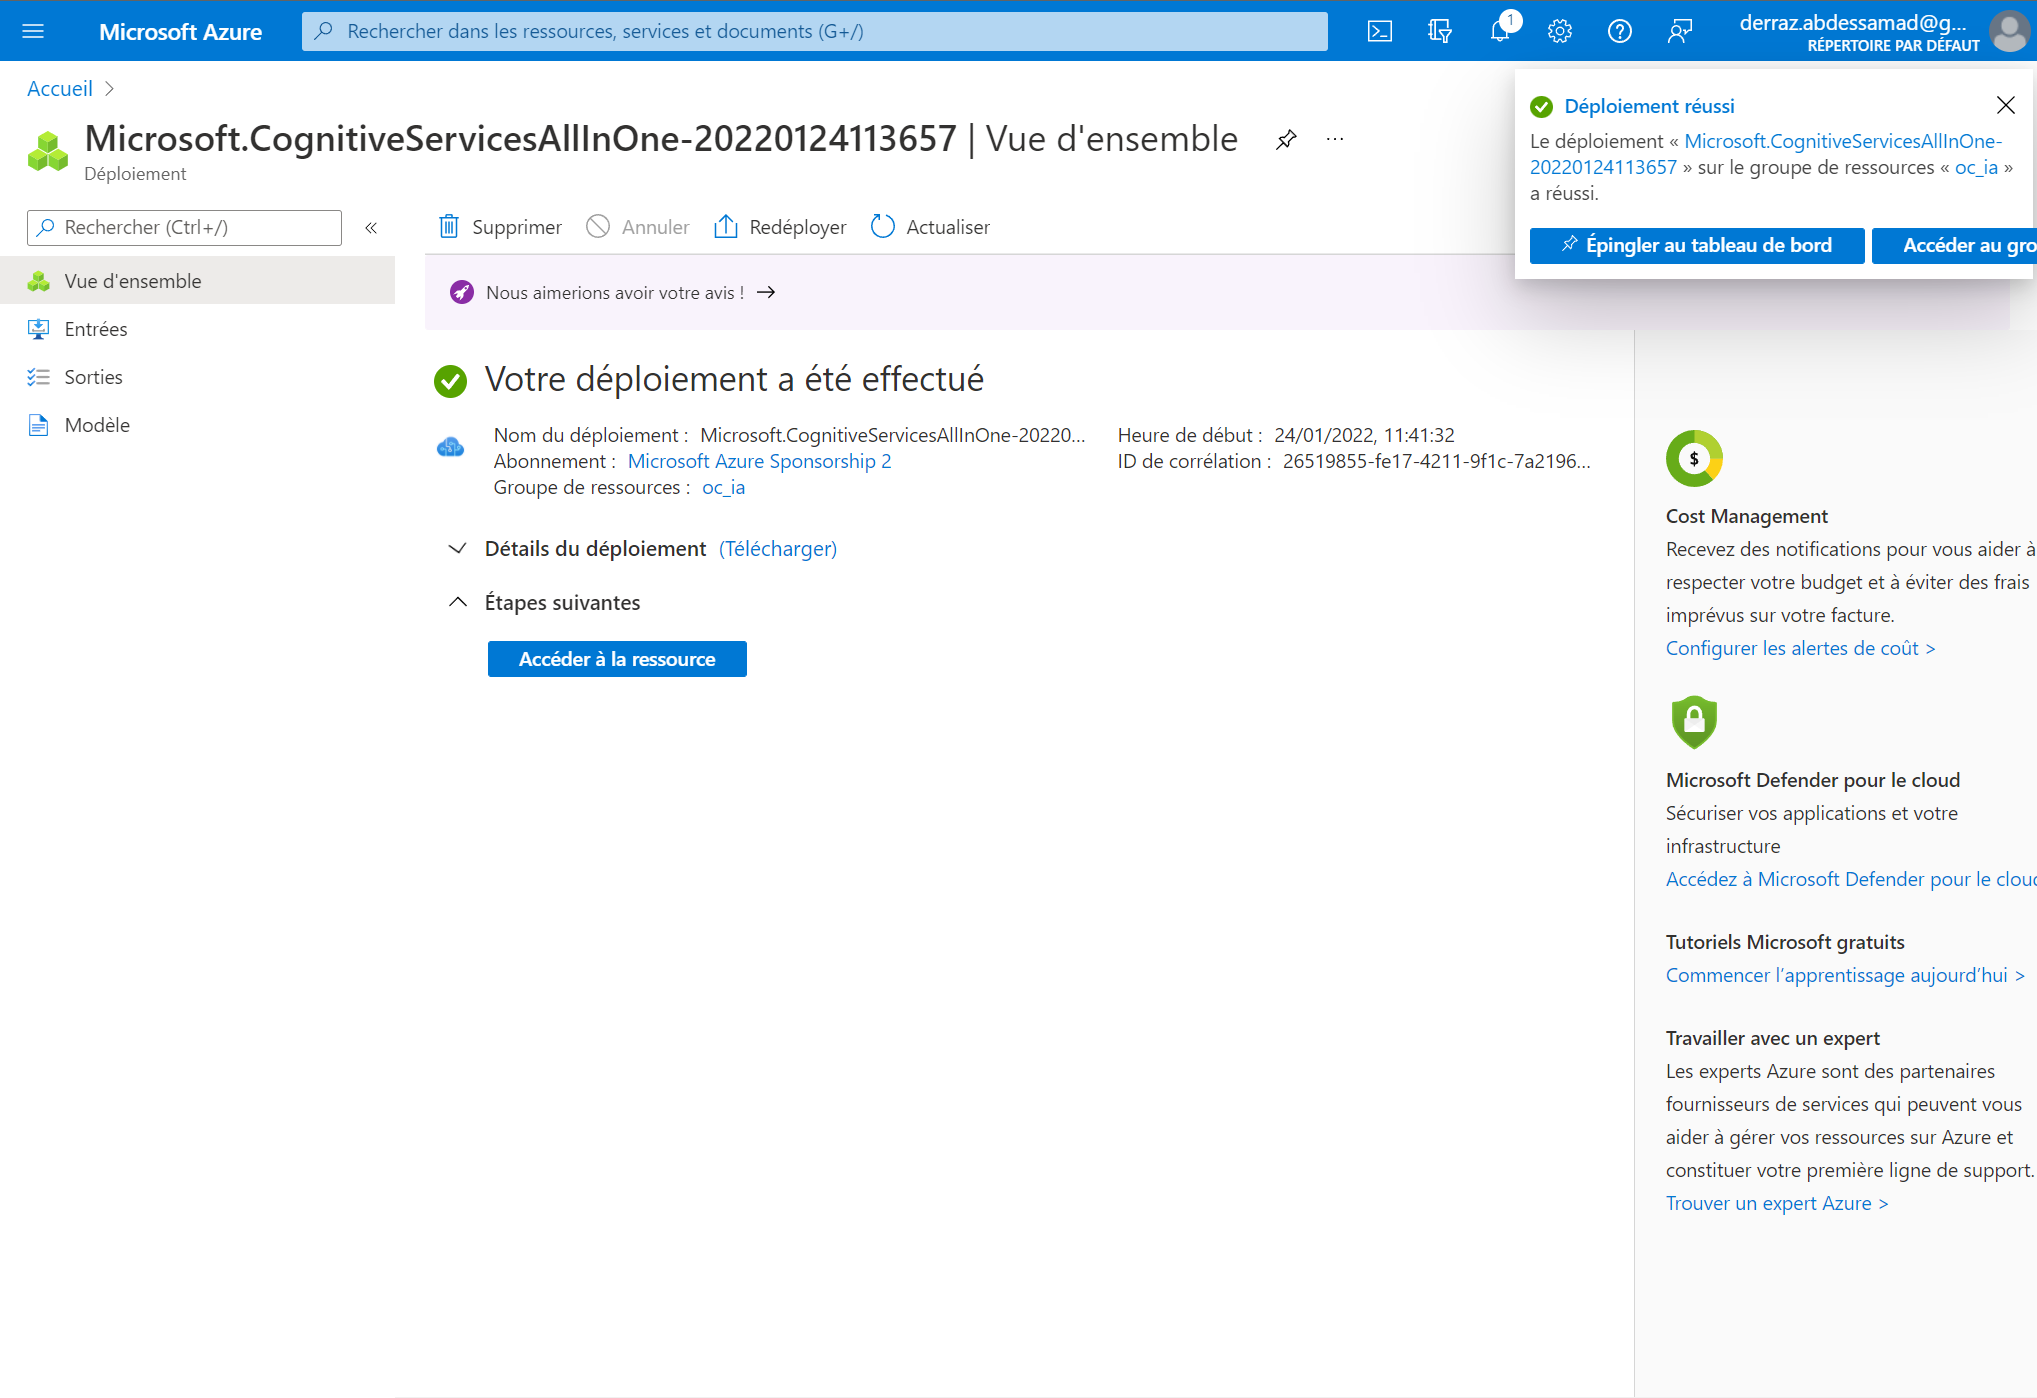 Microsoft Azure
Rechercher dans les ressources, services et documents (G+/)
1
derraz.abdessamad@g...
RÉPERTOIRE PAR DÉFAUT
Accueil
Microsoft.CognitiveServicesAllInOne-20220124113657 | Vue d'ensemble
Déploiement
Déploiement réussi
Le déploiement « Microsoft.CognitiveServicesAllInOne-
20220124113657 » sur le groupe de ressources « oc_ia »
a réussi.
Épingler au tableau de bord
Accéder au gro
Rechercher (Ctrl+/)
«
Supprimer
Annuler
Redéployer
Actualiser
Vue d'ensemble
Entrées
Sorties
Modèle
Nous aimerions avoir votre avis ! →
Votre déploiement a été effectué
Nom du déploiement : Microsoft.CognitiveServicesAllInOne-20220...
Abonnement : Microsoft Azure Sponsorship 2
Groupe de ressources : oc_ia
Heure de début : 24/01/2022, 11:41:32
ID de corrélation : 26519855-fe17-4211-9f1c-7a2196...
Détails du déploiement (Télécharger)
Étapes suivantes
Accéder à la ressource
$
Cost Management
Recevez des notifications pour vous aider à
respecter votre budget et à éviter des frais
imprévus sur votre facture.
Configurer les alertes de coût >
Microsoft Defender pour le cloud
Sécuriser vos applications et votre
infrastructure
Accédez à Microsoft Defender pour le cloud
Tutoriels Microsoft gratuits
Commencer l’apprentissage aujourd’hui >
Travailler avec un expert
Les experts Azure sont des partenaires
fournisseurs de services qui peuvent vous
aider à gérer vos ressources sur Azure et
constituer votre première ligne de support.
Trouver un expert Azure >